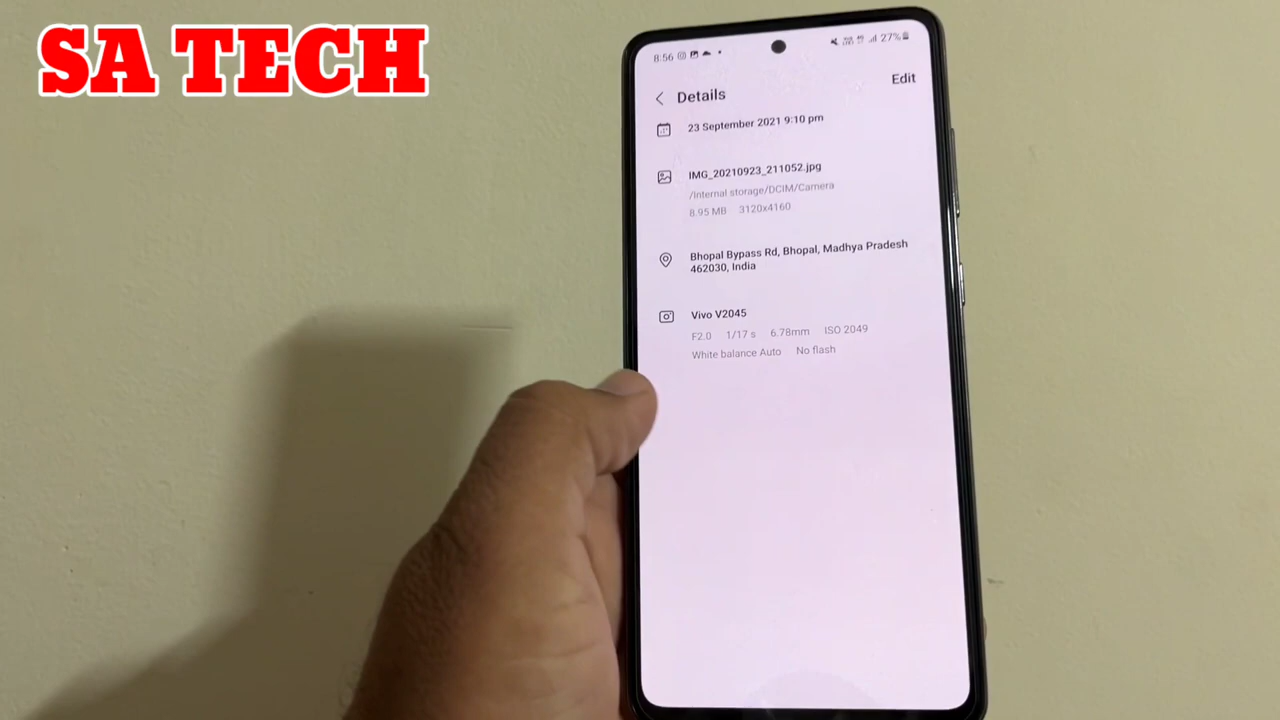 SA TECH
8:56
27%
Edit
Details
23 September 2021 9:10 pm
IMG_20210923_211052.jpg
/Internal storage/DCIM/Camera
8.95 MB 3120x4160
Bhopal Bypass Rd, Bhopal, Madhya Pradesh
462030, India
Vivo V2045
F2.0 1/17 s 6.78mm ISO 2049
White balance Auto No flash